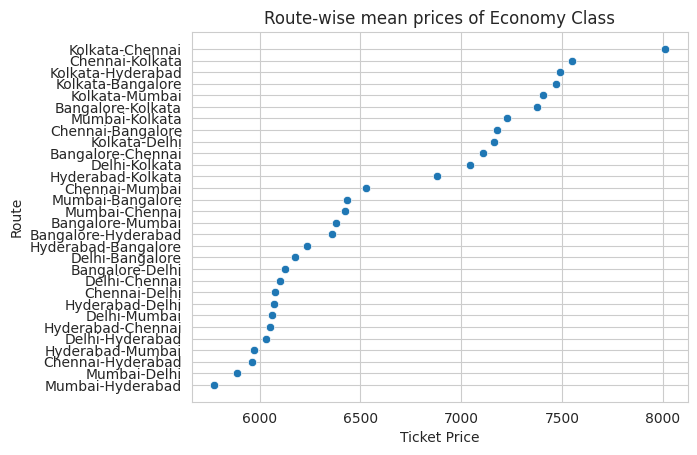 Route-wise mean prices of Economy Class
Kolkata-Chennai
Chennai-Kolkata
Kolkata-Hyderabad
Kolkata-Bangalore
Kolkata-Mumbai
Bangalore-Kolkata
Mumbai-Kolkata
Chennai-Bangalore
Kolkata-Delhi
Bangalore-Chennai
Delhi-Kolkata
Hyderabad-Kolkata
Chennai-Mumbai
Mumbai-Bangalore
Mumbai-Chennai
Bangalore-Mumbai
Bangalore-Hyderabad
Hyderabad-Bangalore
Delhi-Bangalore
Bangalore-Delhi
Delhi-Chennai
Chennai-Delhi
Hyderabad-Delhi
Delhi-Mumbai
Hyderabad-Chennai
Delhi-Hyderabad
Hyderabad-Mumbai
Chennai-Hyderabad
Mumbai-Delhi
Mumbai-Hyderabad
Route
6000 6500 7000 7500 8000
Ticket Price